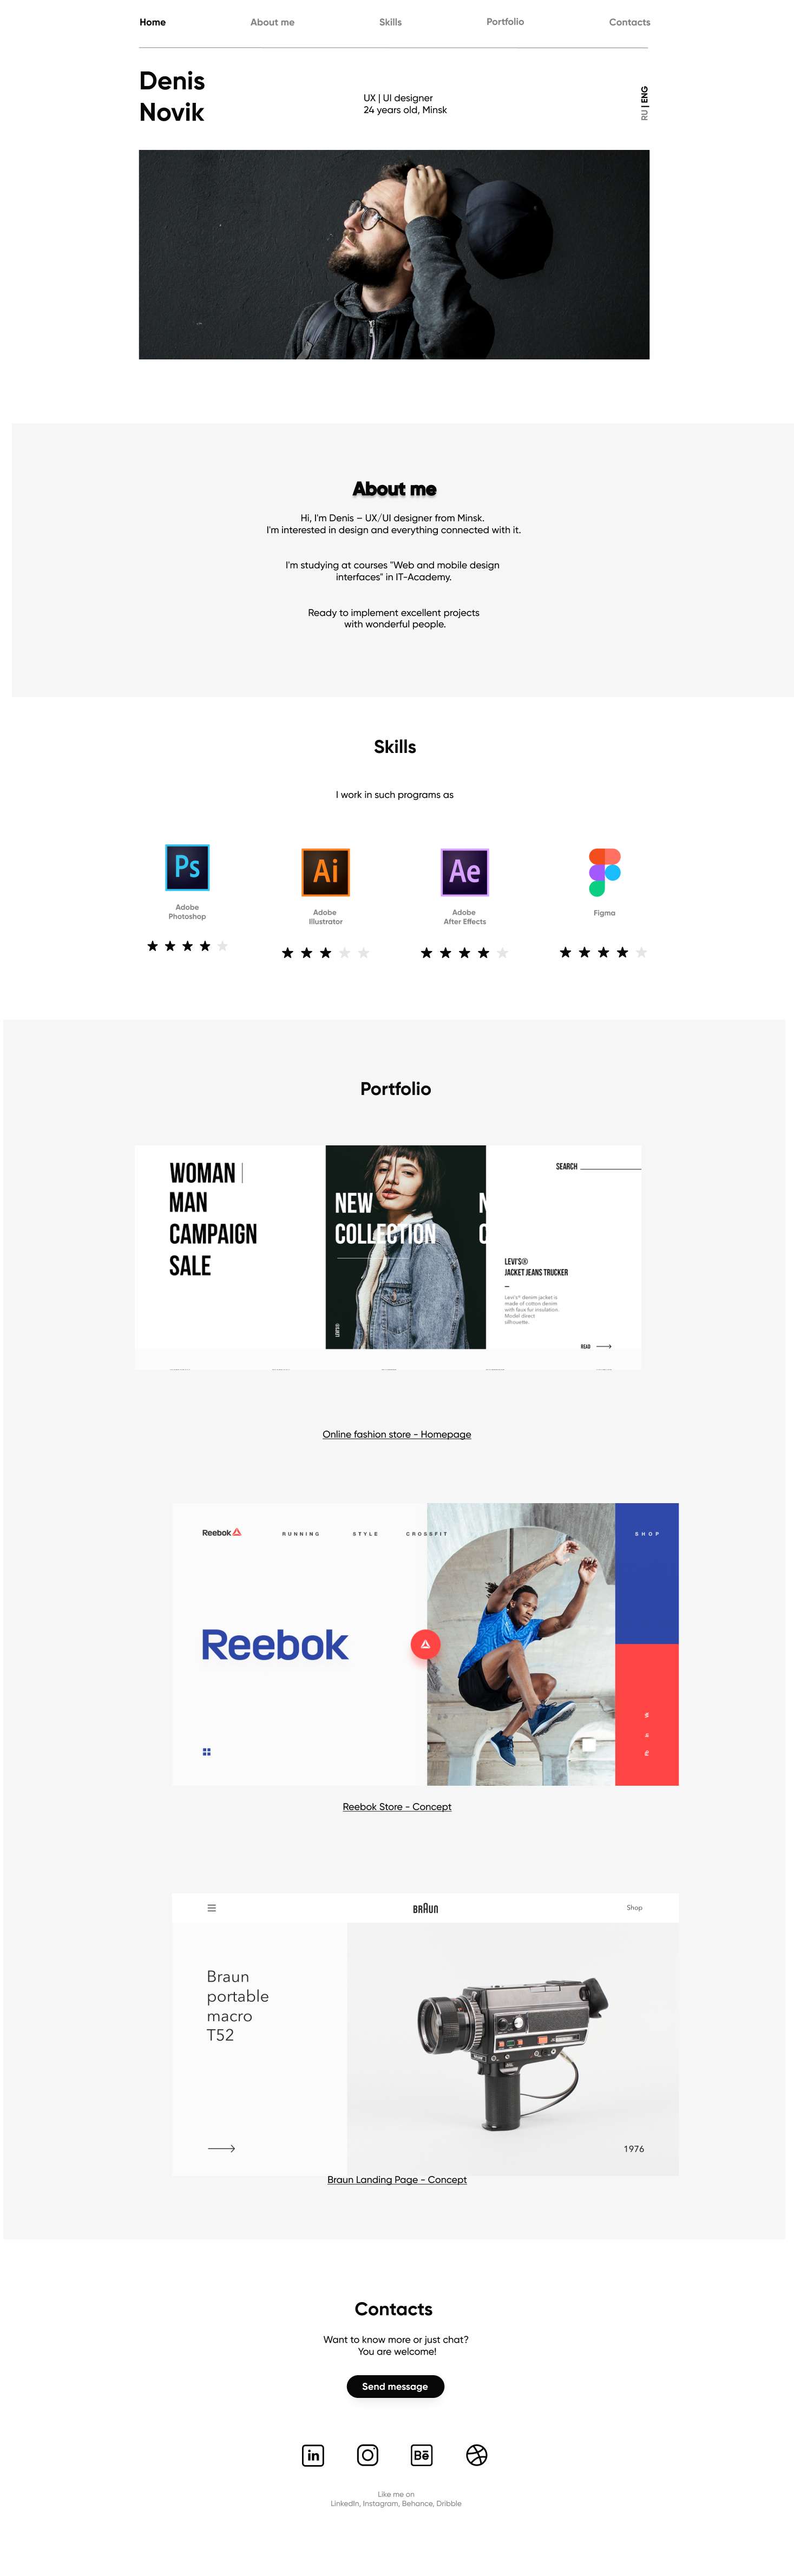 Home About me Skills Portfolio Contacts
Denis
Novik
UX | UI designer
24 years old, Minsk
RU | ENG
About me
Hi, I'm Denis – UX/UI designer from Minsk.
I'm interested in design and everything connected with it.
I'm studying at courses "Web and mobile design
interfaces" in IT-Academy.
Ready to implement excellent projects
with wonderful people.
Skills
I work in such programs as
Ps
Ai
Ae
Adobe
Photoshop
Adobe
Illustrator
Adobe
After Effects
Figma
Portfolio
WOMAN |
MAN
CAMPAIGN
SALE
NEW
COLLECTION
N
C
SEARCH
LEVI'S®
JACKET JEANS TRUCKER
Levi's® denim jacket is
made of cotton denim
with faux fur insulation.
Model direct
silhouette.
READ
Online fashion store - Homepage
Reebok
RUNNING STYLE CROSSFIT
SHOP
Reebok
Reebok Store - Concept
BRAUN
Shop
Braun
portable
macro
T52
1976
Braun Landing Page - Concept
Contacts
Want to know more or just chat?
You are welcome!
Send message
in
Bē
Like me on
LinkedIn, Instagram, Behance, Dribble